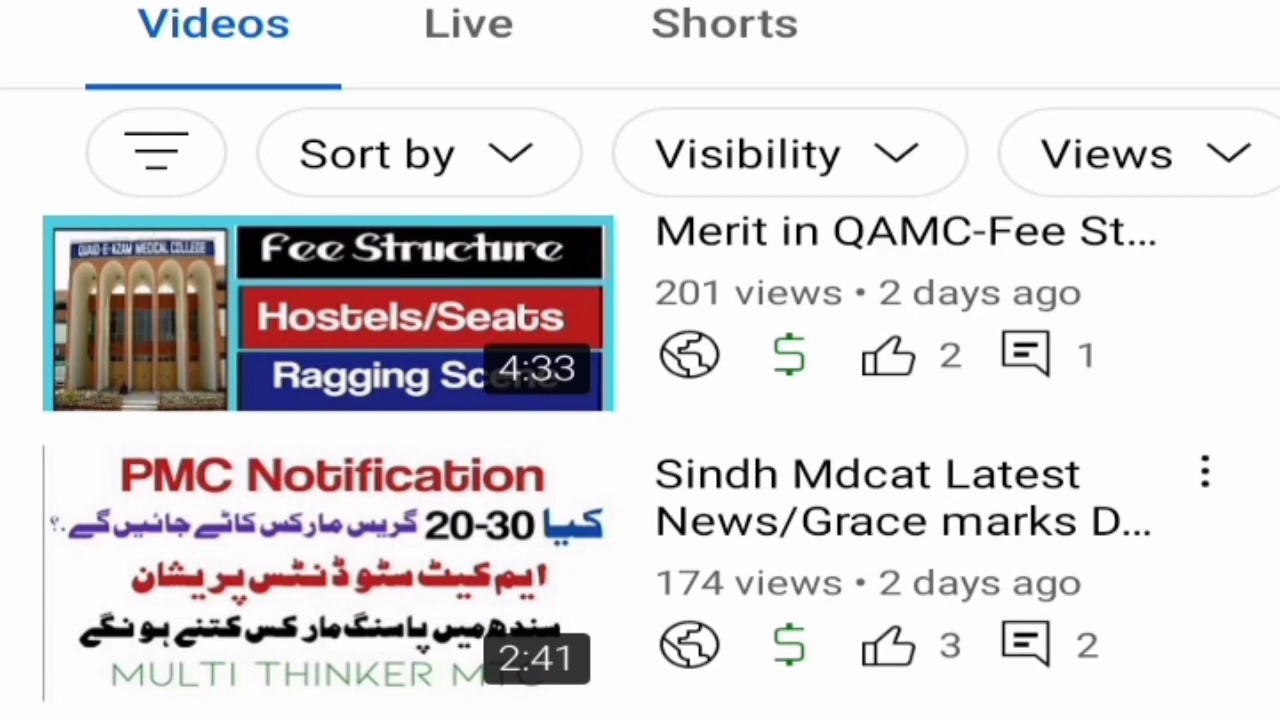 Videos Live Shorts
Sort by Visibility Views
QUAID-E-AZAM MEDICAL COLLEGE
Fee Structure
Hostels/Seats
Ragging
4:33
Merit in QAMC-Fee St...
201 views • 2 days ago
2 1
PMC Notification
کیا 20-30 گریس مارکس کاٹے جائیں گے.؟
ایم کیٹ سٹوڈنٹس پریشان
سندھ میں پاسنگ مارکس کتنے ہونگے
MULTI THINKER
2:41
Sindh Mdcat Latest
News/Grace marks D...
174 views • 2 days ago
3 2